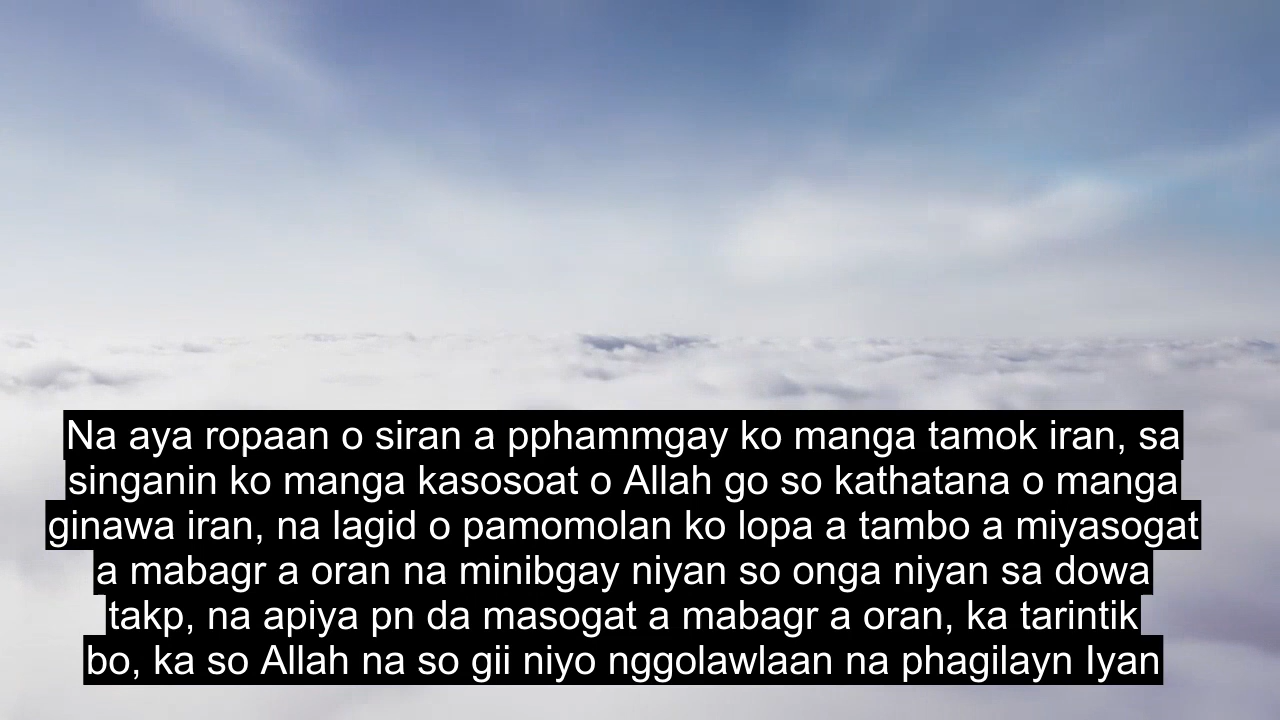 Na aya ropaan o siran a pphammgay ko manga tamok iran, sa
singanin ko manga kasosoat o Allah go so kathatana o manga
ginawa iran, na lagid o pamomolan ko lopa a tambo a miyasogat
a mabagr a oran na minibgay niyan so onga niyan sa dowa
takp, na apiya pn da masogat a mabagr a oran, ka tarintik
bo, ka so Allah na so gii niyo nggolawlaan na phagilayn Iyan